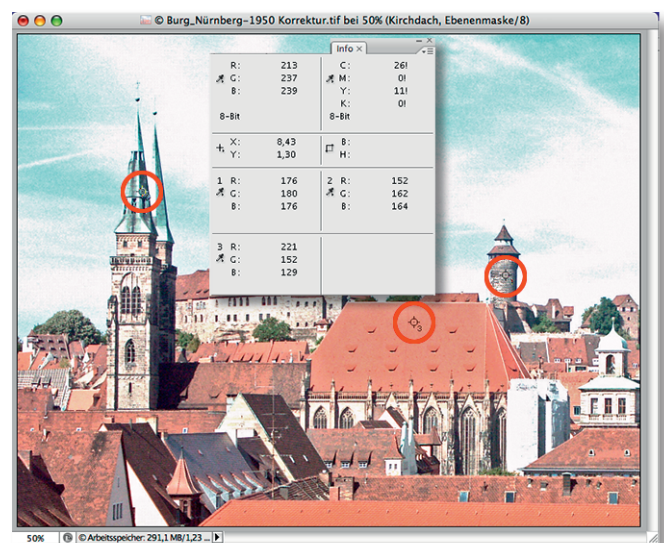 © Burg_Nürnberg-1950 Korrektur.tif bei 50% (Kirchdach, Ebenenmaske/8)
Info ×
R: 213 C: 26!
G: 237 M: 0!
B: 239 Y: 11!
K: 0!
8-Bit 8-Bit
X: 8,43 B:
Y: 1,30 H:
1 R: 176 2 R: 152
G: 180 G: 162
B: 176 B: 164
3 R: 221
G: 152
B: 129
3
50% © Arbeitsspeicher: 291,1 MB/1,23 ...